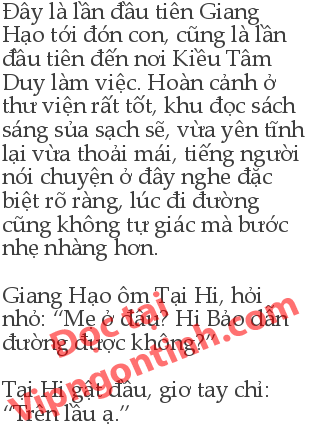 Đây là lần đầu tiên Giang
Hạo tới đón con, cũng là lần
đầu tiên đến nơi Kiều Tâm
Duy làm việc. Hoàn cảnh ở
thư viện rất tốt, khu đọc sách
sáng sủa sạch sẽ, vừa yên tĩnh
lại vừa thoải mái, tiếng người
nói chuyện ở đây nghe đặc
biệt rõ ràng, lúc đi đường
cũng không tự giác mà bước
nhẹ nhàng hơn.
Giang Hạo ôm Tại Hi, hỏi
nhỏ: “Mẹ ở đâu? Hi Bảo dẫn
đường được không?”
Tại Hi gật đầu, giơ tay chỉ:
“Trên lầu ạ.”
Đọc tại
Vipngontinh.com